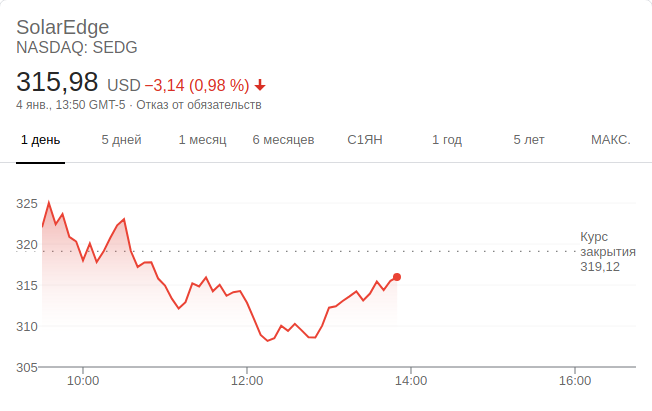 SolarEdge
NASDAQ: SEDG
315,98 USD −3,14 (0,98 %)
4 янв., 13:50 GMT-5 · Отказ от обязательств
1 день 5 дней 1 месяц 6 месяцев С1ЯН 1 год 5 лет МАКС.
325
320
315
310
305
Курс
закрытия
319,12
10:00 12:00 14:00 16:00